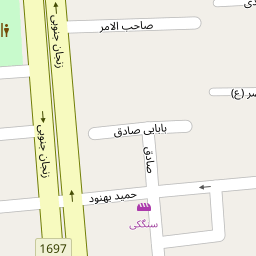 صاحب الامر
زنجان جنوبی
بابایی صادق
صادق
زنجان جنوبی
حمید بهنود
سنگکی
1697